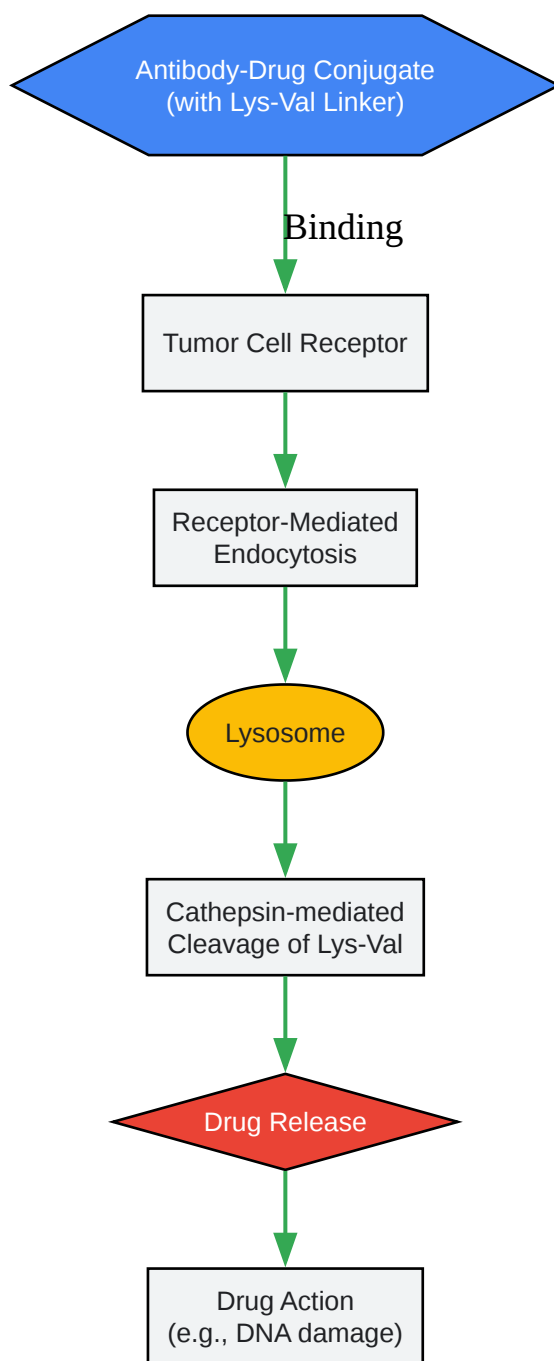 Antibody-Drug Conjugate
(with Lys-Val Linker)
Binding
Tumor Cell Receptor
Receptor-Mediated
Endocytosis
Lysosome
Cathepsin-mediated
Cleavage of Lys-Val
Drug Release
Drug Action
(e.g., DNA damage)